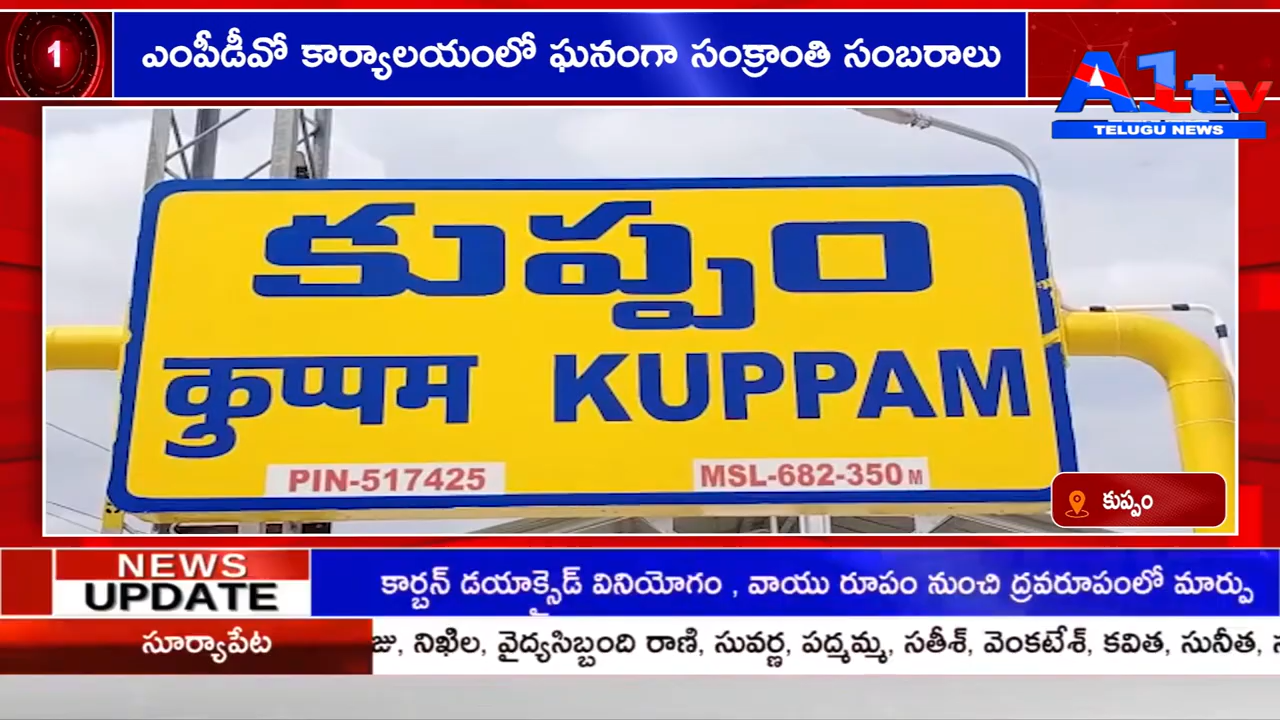 1
ఎంపీడీవో కార్యాలయంలో ఘనంగా సంక్రాంతి సంబరాలు
A1tv
TELUGU NEWS
కుప్పం
कुप्पम KUPPAM
PIN-517425 MSL-682-350 M
కుప్పం
NEWS
UPDATE
కార్బన్ డయాక్సైడ్ వినియోగం , వాయు రూపం నుంచి ద్రవరూపంలో మార్పు
సూర్యాపేట
జు, నిఖిల, వైద్యసిబ్బంది రాణి, సువర్ణ, పద్మమ్మ, సతీశ్, వెంకటేశ్, కవిత, సునీత,